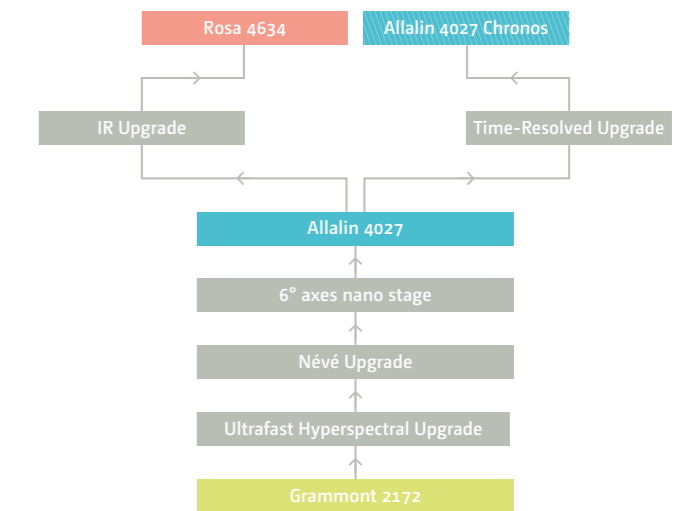 Rosa 4634
Allalin 4027 Chronos
IR Upgrade
Time-Resolved Upgrade
Allalin 4027
6° axes nano stage
Névé Upgrade
Ultrafast Hyperspectral Upgrade
Grammont 2172